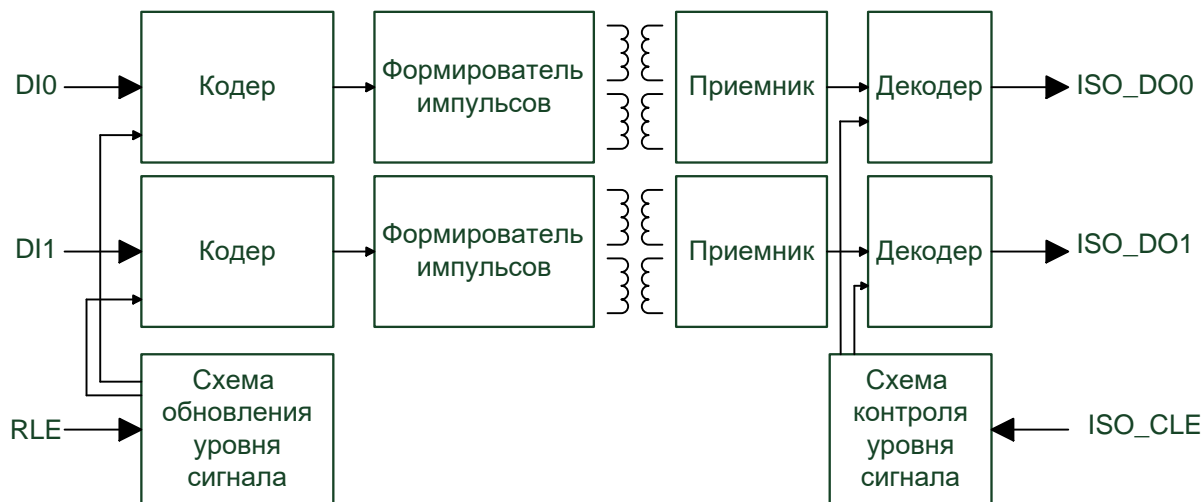 DI0
Кодер
Формирователь
импульсов
Приемник
Декодер
ISO_DO0
DI1
Кодер
Формирователь
импульсов
Приемник
Декодер
ISO_DO1
RLE
Схема
обновления
уровня
сигнала
Схема
контроля
уровня
сигнала
ISO_CLE